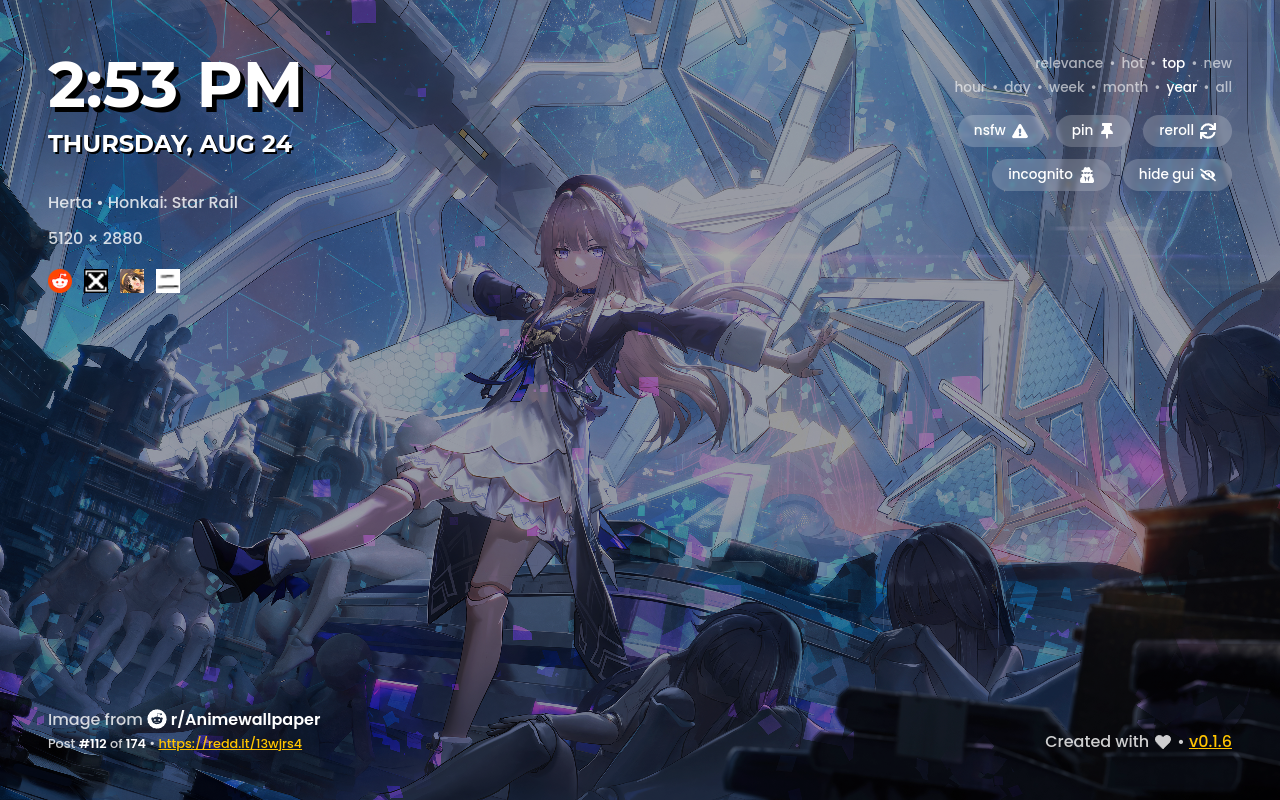 2:53 PM
THURSDAY, AUG 24
Herta • Honkai: Star Rail
5120 × 2880
relevance • hot • top • new
hour • day • week • month • year • all
nsfw pin reroll
incognito hide gui
Image from r/Animewallpaper
Post #112 of 174 • https://redd.it/13wjrs4
Created with • v0.1.6